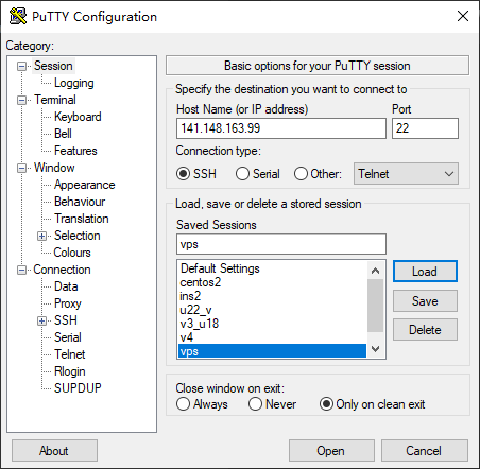 PuTTY Configuration
Category:
Session
Logging
Terminal
Keyboard
Bell
Features
Window
Appearance
Behaviour
Translation
Selection
Colours
Connection
Data
Proxy
SSH
Serial
Telnet
Rlogin
SUPDUP
Basic options for your PuTTY session
Specify the destination you want to connect to
Host Name (or IP address) Port
141.148.163.99 22
Connection type:
SSH Serial Other: Telnet
Load, save or delete a stored session
Saved Sessions
vps
Default Settings
centos2
ins2
u22_v
v3_u18
v4
vps
Load
Save
Delete
Close window on exit:
Always Never Only on clean exit
About Open Cancel